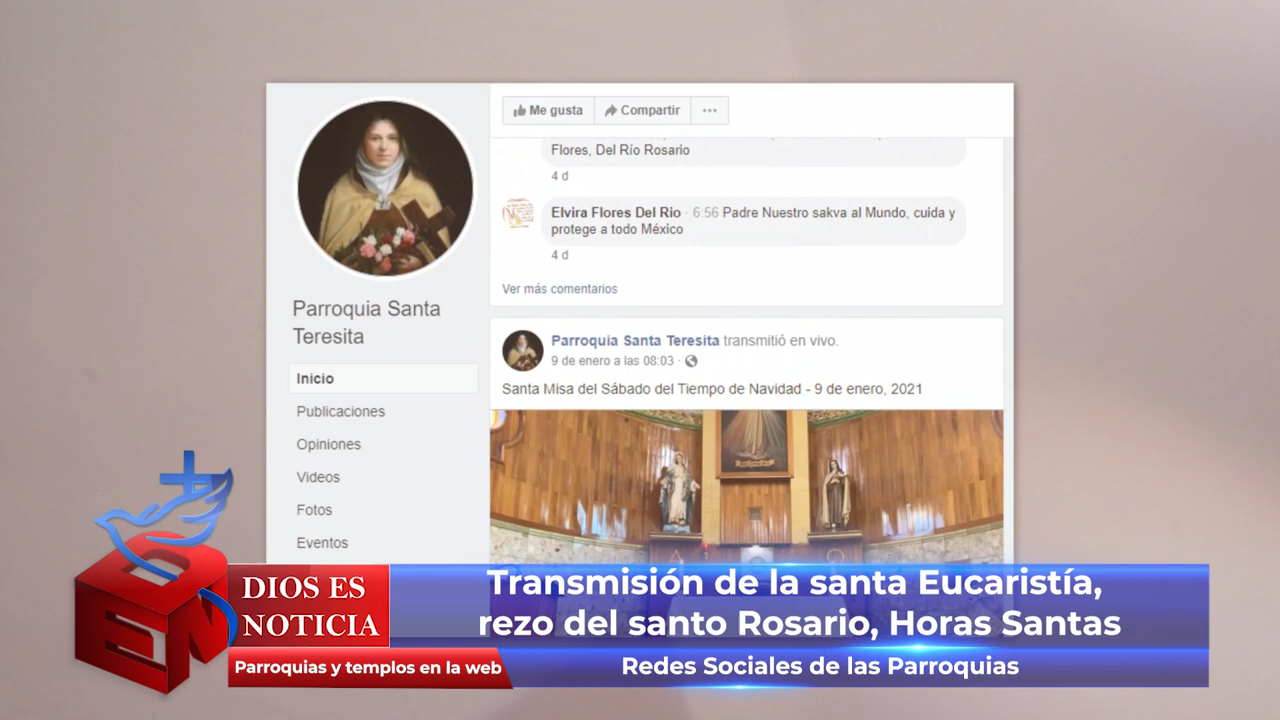 Me gusta
Compartir
Flores, Del Río Rosario
4 d
Elvira Flores Del Rio · 6:56 Padre Nuestro sakva al Mundo, cuida y
protege a todo México
4 d
Ver más comentarios
Parroquia Santa
Teresita
Parroquia Santa Teresita transmitió en vivo.
9 de enero a las 08:03 ·
Santa Misa del Sábado del Tiempo de Navidad - 9 de enero, 2021
Inicio
Publicaciones
Opiniones
Videos
Fotos
Eventos
DEN
DIOS ES
NOTICIA
Transmisión de la santa Eucaristía,
rezo del santo Rosario, Horas Santas
Parroquias y templos en la web
Redes Sociales de las Parroquias